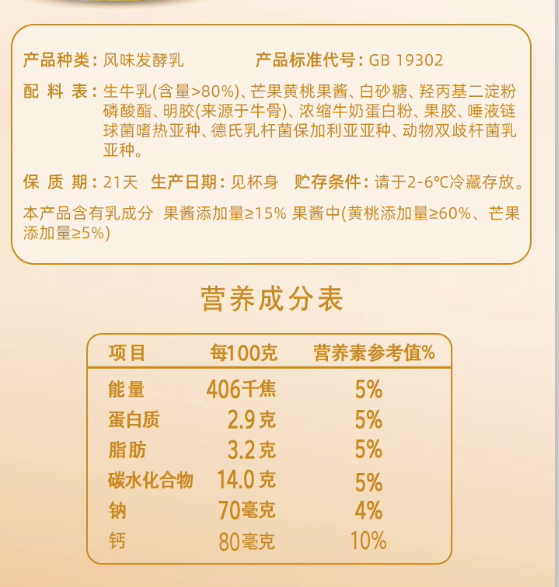 产品种类：风味发酵乳 产品标准代号：GB 19302
配料表：生牛乳(含量>80%)、芒果黄桃果酱、白砂糖、羟丙基二淀粉
磷酸酯、明胶(来源于牛骨)、浓缩牛奶蛋白粉、果胶、唾液链
球菌嗜热亚种、德氏乳杆菌保加利亚亚种、动物双歧杆菌乳
亚种。
保质期：21天 生产日期：见杯身 贮存条件：请于2-6℃冷藏存放。
本产品含有乳成分 果酱添加量≥15% 果酱中(黄桃添加量≥60%、芒果
添加量≥5%)
营养成分表
项目 每100克 营养素参考值%
能量 406千焦 5%
蛋白质 2.9克 5%
脂肪 3.2克 5%
碳水化合物 14.0克 5%
钠 70毫克 4%
钙 80毫克 10%